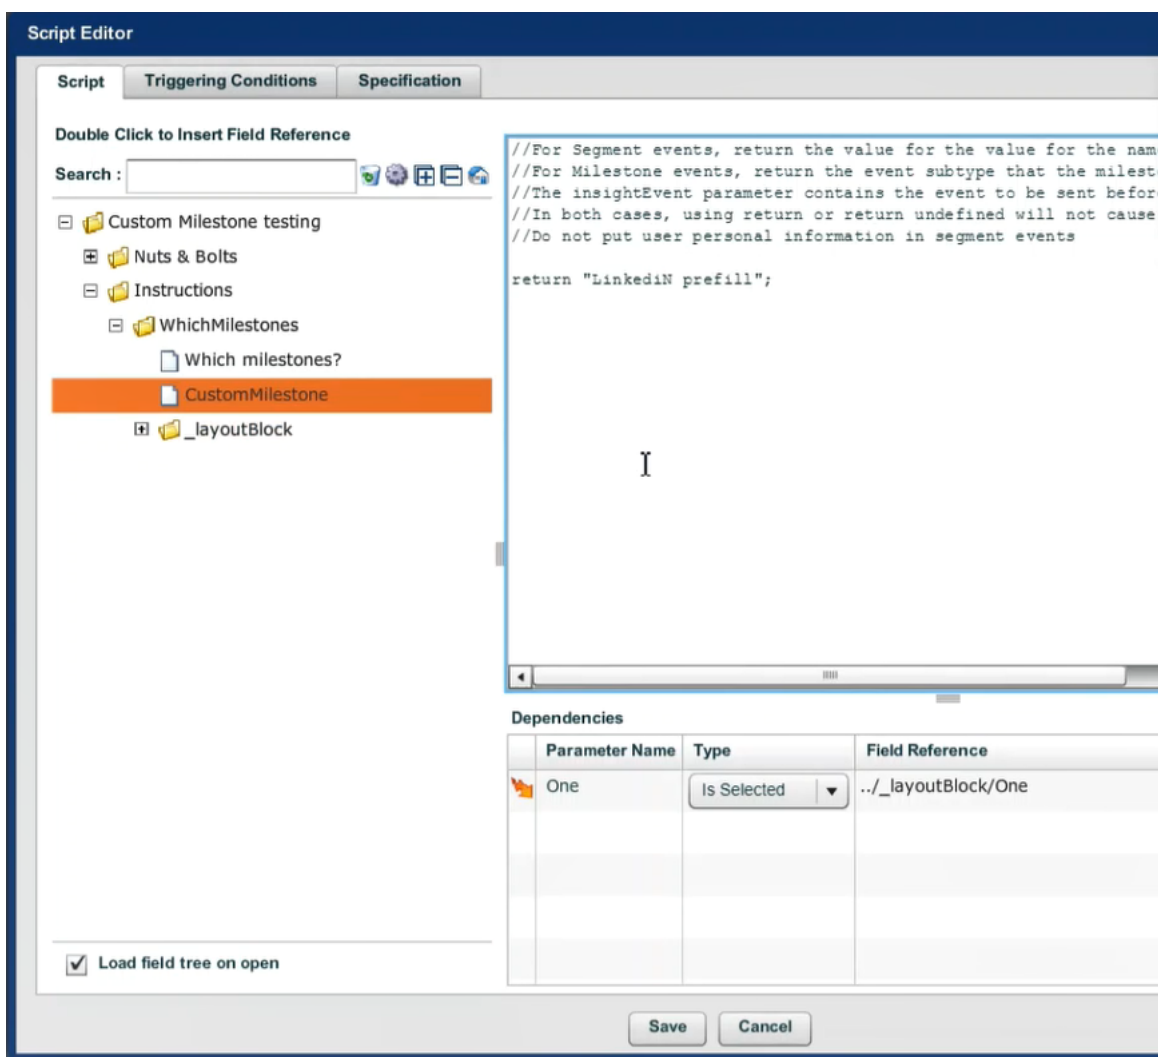 Script Editor
Script
Triggering Conditions
Specification
Double Click to Insert Field Reference
Search :
Custom Milestone testing
Nuts & Bolts
Instructions
WhichMilestones
Which milestones?
CustomMilestone
_layoutBlock
Load field tree on open
//For Segment events, return the value for the value for the nam
//For Milestone events, return the event subtype that the milest
//The insightEvent parameter contains the event to be sent befor
//In both cases, using return or return undefined will not cause
//Do not put user personal information in segment events
return "LinkediN prefill";
Dependencies
Parameter Name
Type
Field Reference
One
Is Selected
../_layoutBlock/One
Save
Cancel